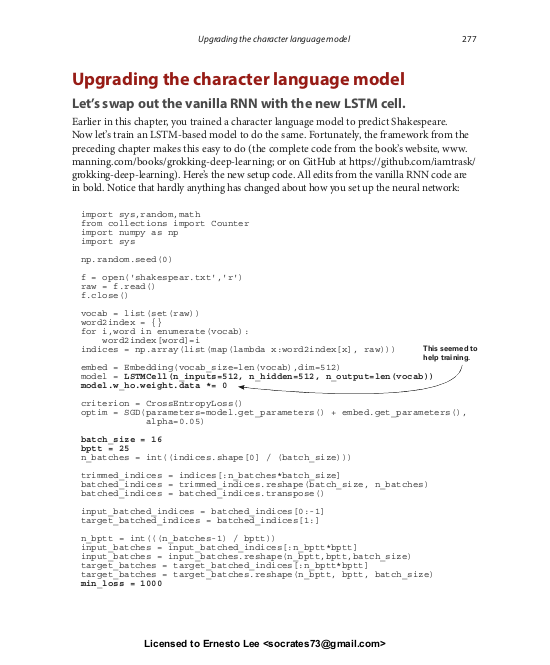 Upgrading the character language model 277
Upgrading the character language model
Let's swap out the vanilla RNN with the new LSTM cell.
Earlier in this chapter, you trained a character language model to predict Shakespeare.
Now let's train an LSTM-based model to do the same. Fortunately, the framework from the
preceding chapter makes this easy to do (the complete code from the book's website, www.
manning.com/books/grokking-deep-learning; or on GitHub at https://github.com/iamtrask/
grokking-deep-learning). Here's the new setup code. All edits from the vanilla RNN code are
in bold. Notice that hardly anything has changed about how you set up the neural network:
import sys,random,math
from collections import Counter
import numpy as np
import sys
np.random.seed(0)
f = open('shakespear.txt','r')
raw = f.read()
f.close()
vocab = list(set(raw))
word2index = {}
for i,word in enumerate(vocab):
    word2index[word]=i
indices = np.array(list(map(lambda x:word2index[x], raw)))
This seemed to
help training.
embed = Embedding(vocab_size=len(vocab),dim=512)
model = LSTMCell(n_inputs=512, n_hidden=512, n_output=len(vocab))
model.w_ho.weight.data *= 0
criterion = CrossEntropyLoss()
optim = SGD(parameters=model.get_parameters() + embed.get_parameters(),
            alpha=0.05)
batch_size = 16
bptt = 25
n_batches = int((indices.shape[0] / (batch_size)))
trimmed_indices = indices[:n_batches*batch_size]
batched_indices = trimmed_indices.reshape(batch_size, n_batches)
batched_indices = batched_indices.transpose()
input_batched_indices = batched_indices[0:-1]
target_batched_indices = batched_indices[1:]
n_bptt = int(((n_batches-1) / bptt))
input_batches = input_batched_indices[:n_bptt*bptt]
input_batches = input_batches.reshape(n_bptt,bptt,batch_size)
target_batches = target_batched_indices[:n_bptt*bptt]
target_batches = target_batches.reshape(n_bptt, bptt, batch_size)
min_loss = 1000
Licensed to Ernesto Lee <socrates73@gmail.com>